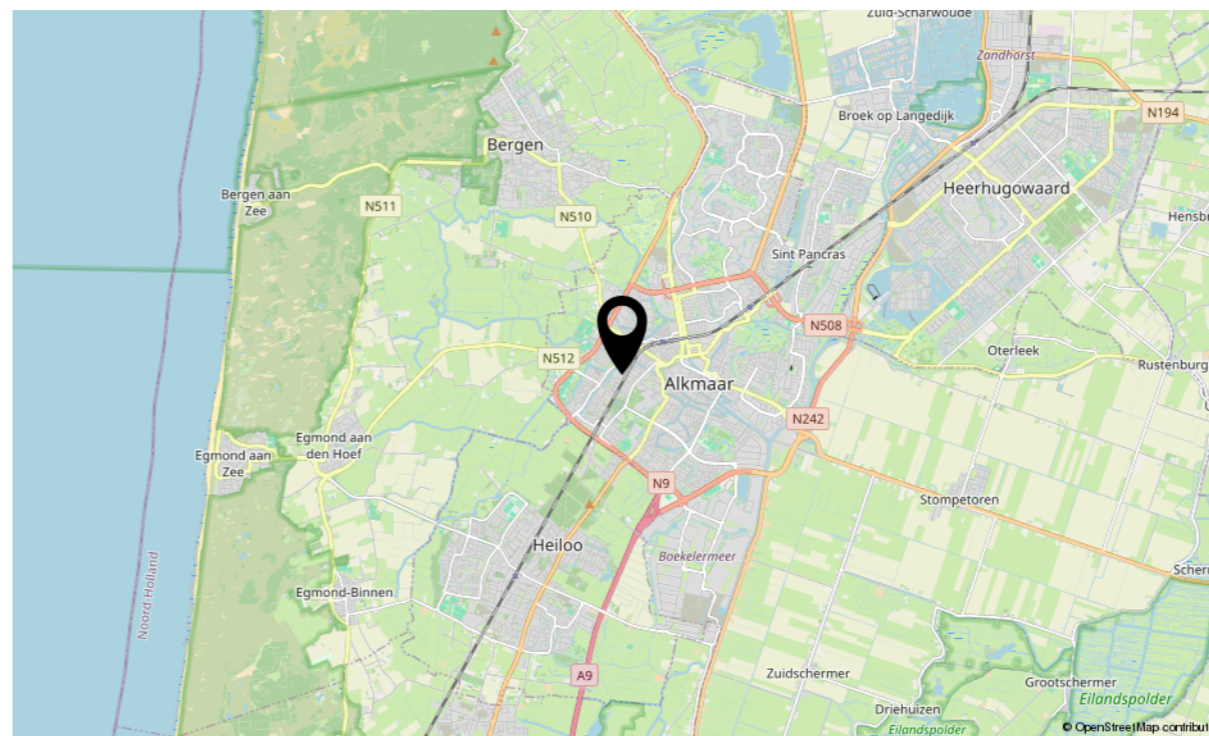 Zuid-Scharwoude
Zandhorst
N194
Broek op Langedijk
Bergen
Heerhugowaard
Bergen aan
Zee
N511
N510
Hensbr
Sint Pancras
N508
N512
Oterleek
Rustenburg
Alkmaar
N242
Egmond aan
den Hoef
Egmond aan
Zee
N9
Stompetoren
Heiloo
Boekelermeer
Scherm
Noord-Holland
Egmond-Binnen
A9
Zuidschermer
Grootschermer
Eilandspolder
Driehuizen
Eilandspolder
© OpenStreetMap contribut